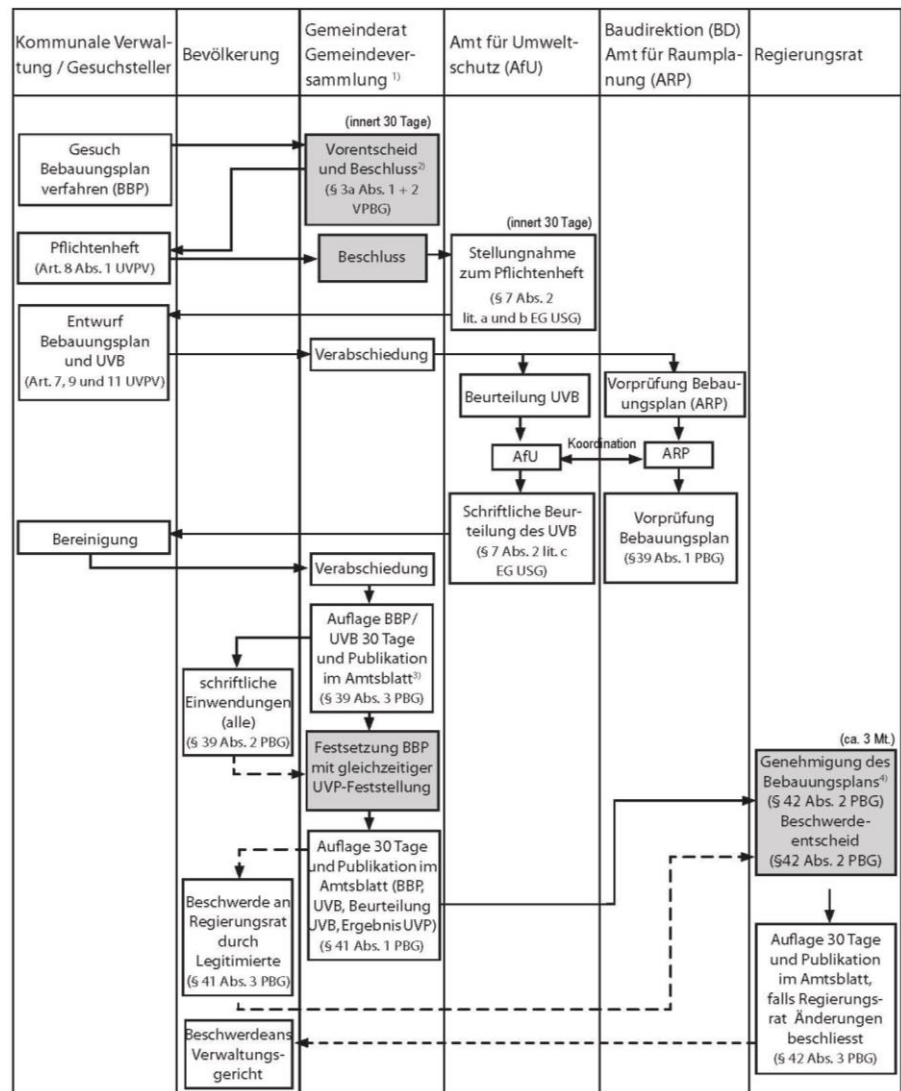 Kommunale Verwal-
tung / Gesuchsteller
Bevölkerung
Gemeinderat
Gemeindever-
sammlung 1)
Amt für Umwelt-
schutz (AfU)
Baudirektion (BD)
Amt für Raumpla-
nung (ARP)
Regierungsrat
Gesuch
Bebauungsplan
verfahren (BBP)
(innert 30 Tage)
Vorentscheid
und Beschluss2)
(§ 3a Abs. 1 + 2
VPBG)
Pflichtenheft
(Art. 8 Abs. 1 UVPV)
Beschluss
(innert 30 Tage)
Stellungnahme
zum Pflichtenheft
(§ 7 Abs. 2
lit. a und b EG USG)
Entwurf
Bebauungsplan
und UVB
(Art. 7, 9 und 11 UVPV)
Verabschiedung
Beurteilung UVB
Vorprüfung Bebau-
ungsplan (ARP)
AfU
Koordination
ARP
Schriftliche Beur-
teilung des UVB
(§ 7 Abs. 2 lit. c
EG USG)
Vorprüfung
Bebauungsplan
(§39 Abs. 1 PBG)
Bereinigung
Verabschiedung
Auflage BBP/
UVB 30 Tage
und Publikation
im Amtsblatt3)
(§ 39 Abs. 3 PBG)
schriftliche
Einwendungen
(alle)
(§ 39 Abs. 2 PBG)
Festsetzung BBP
mit gleichzeitiger
UVP-Feststellung
(ca. 3 Mt.)
Genehmigung des
Bebauungsplans4)
(§ 42 Abs. 2 PBG)
Beschwerde-
entscheid
(§42 Abs. 2 PBG)
Auflage 30 Tage
und Publikation im
Amtsblatt (BBP,
UVB, Beurteilung
UVB, Ergebnis UVP)
(§ 41 Abs. 1 PBG)
Beschwerde an
Regierungsrat
durch
Legitimierte
(§ 41 Abs. 3 PBG)
Auflage 30 Tage
und Publikation
im Amtsblatt,
falls Regierungs-
rat Änderungen
beschliesst
(§ 42 Abs. 3 PBG)
Beschwerdeans
Verwaltungs-
gericht